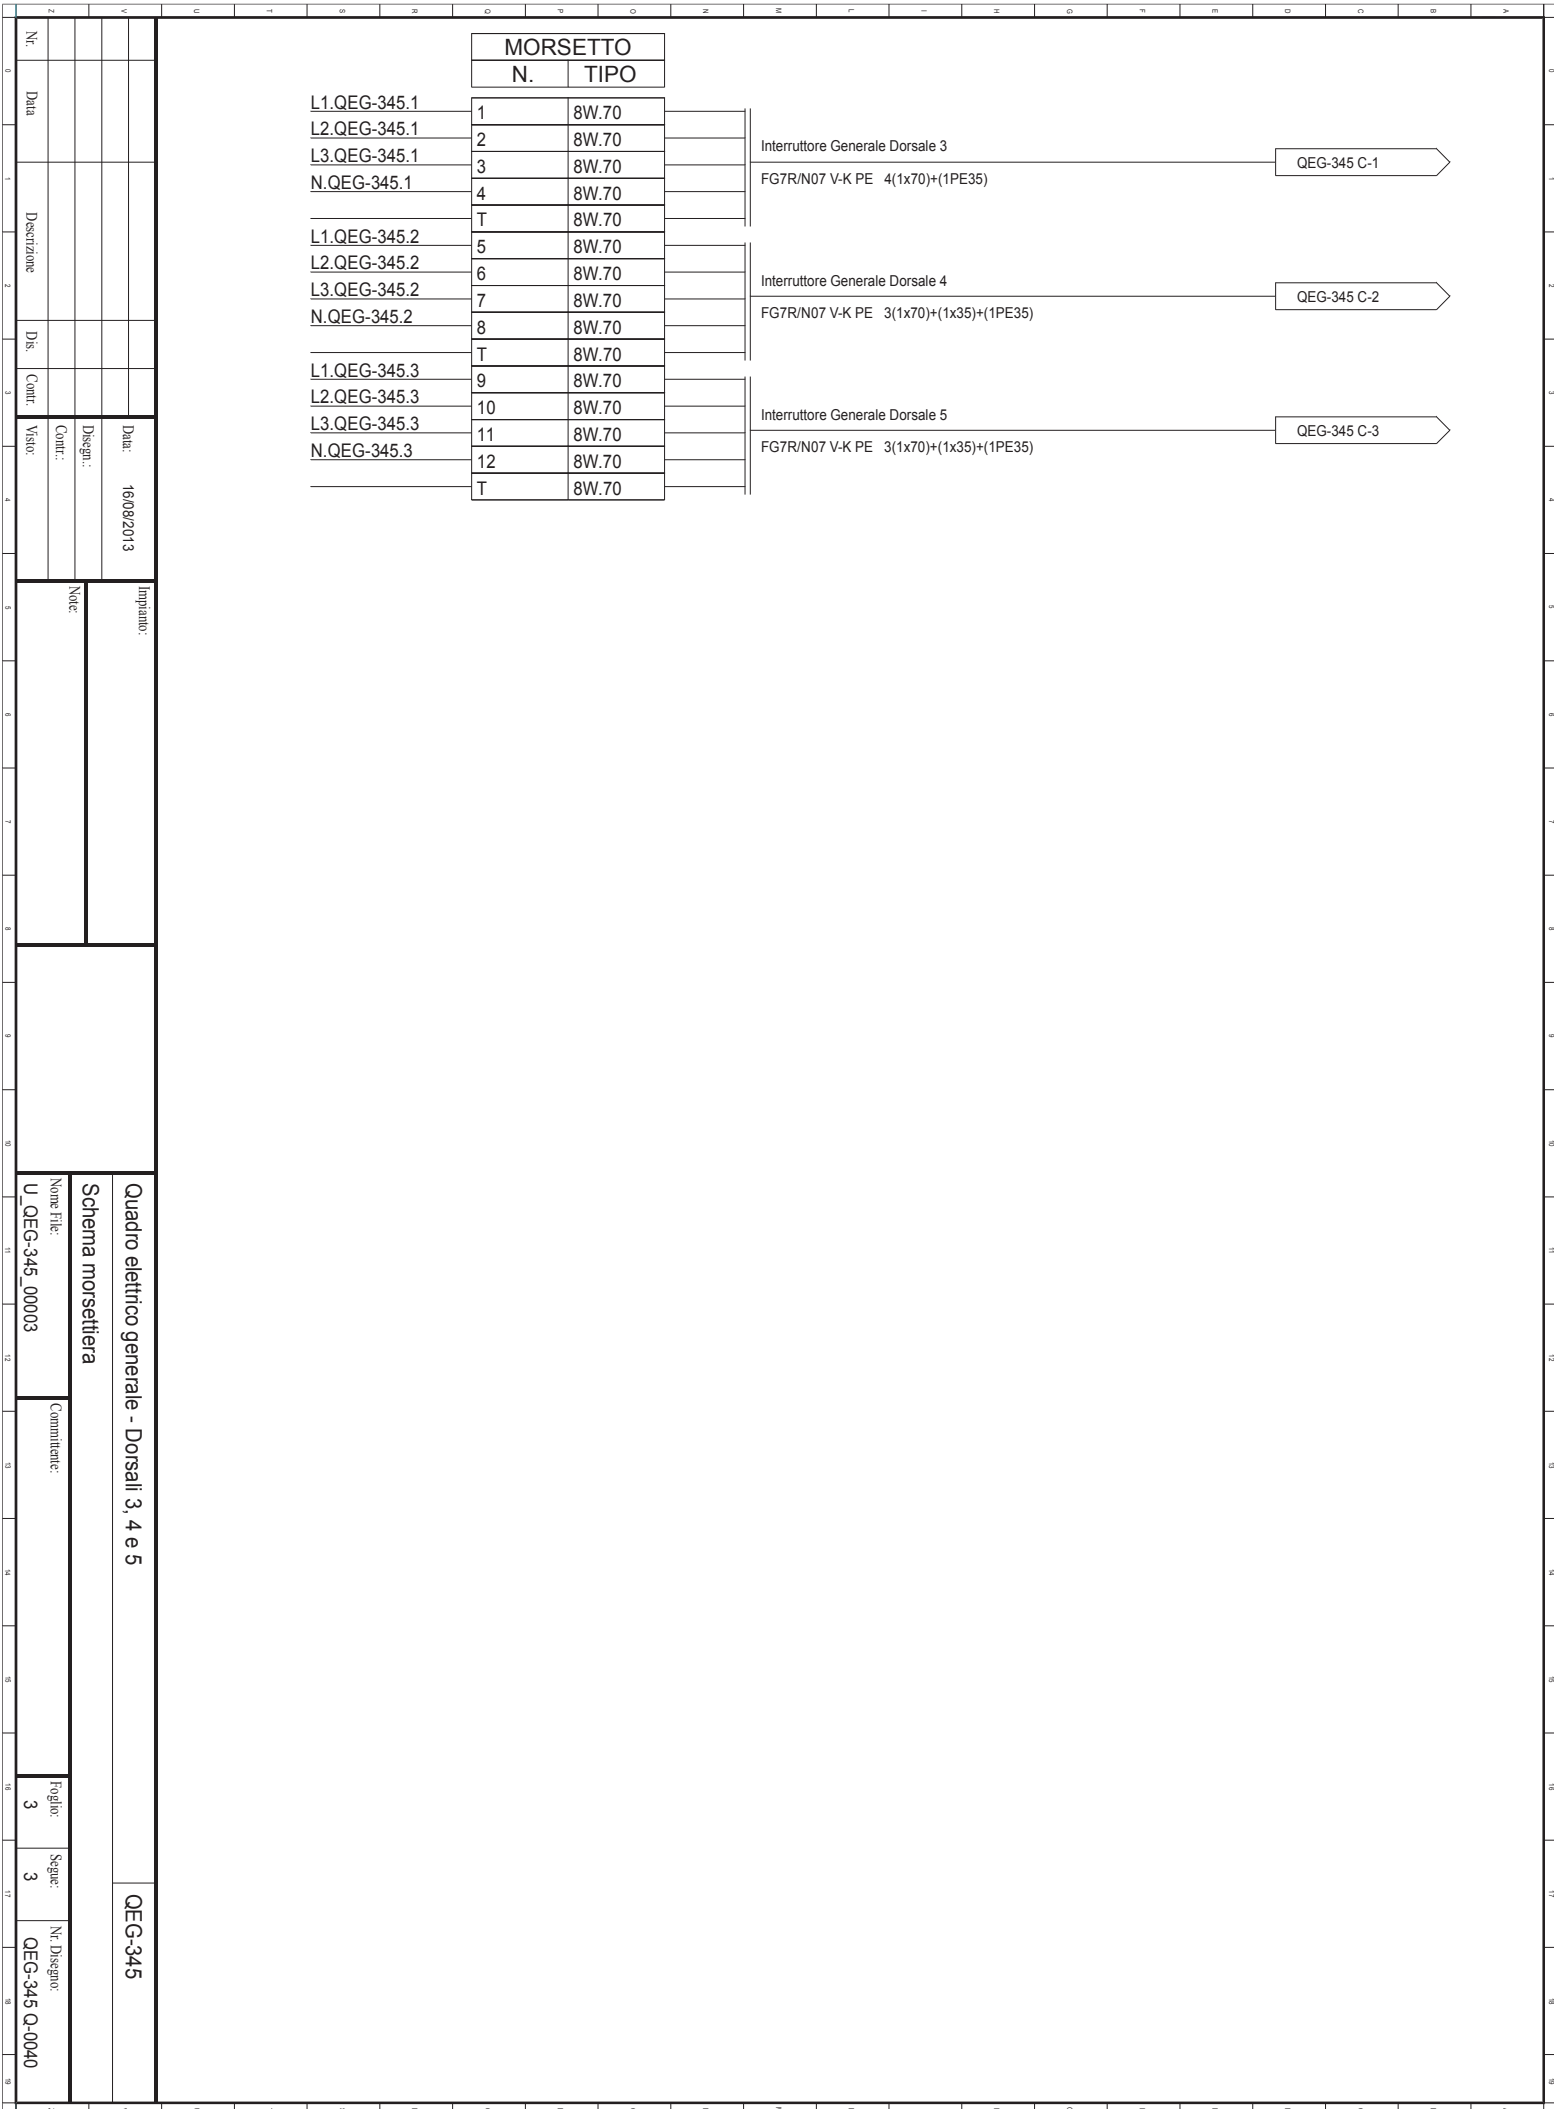 MORSETTO
N. TIPO
L1.QEG-345.1 1 8W.70
L2.QEG-345.1 2 8W.70
L3.QEG-345.1 3 8W.70
N.QEG-345.1 4 8W.70
T 8W.70
Interruttore Generale Dorsale 3
FG7R/N07 V-K PE 4(1x70)+(1PE35)
QEG-345 C-1
L1.QEG-345.2 5 8W.70
L2.QEG-345.2 6 8W.70
L3.QEG-345.2 7 8W.70
N.QEG-345.2 8 8W.70
T 8W.70
Interruttore Generale Dorsale 4
FG7R/N07 V-K PE 3(1x70)+(1x35)+(1PE35)
QEG-345 C-2
L1.QEG-345.3 9 8W.70
L2.QEG-345.3 10 8W.70
L3.QEG-345.3 11 8W.70
N.QEG-345.3 12 8W.70
T 8W.70
Interruttore Generale Dorsale 5
FG7R/N07 V-K PE 3(1x70)+(1x35)+(1PE35)
QEG-345 C-3
Nr. Data Descrizione Dis. Contr.
Data: 16/08/2013
Disegn.:
Contr.:
Visto:
Impianto:
Note:
Quadro elettrico generale - Dorsali 3, 4 e 5
QEG-345
Schema morsettiera
Nome File:
U_QEG-345_00003
Committente:
Foglio:
3
Segue:
3
Nr. Disegno:
QEG-345 Q-0040